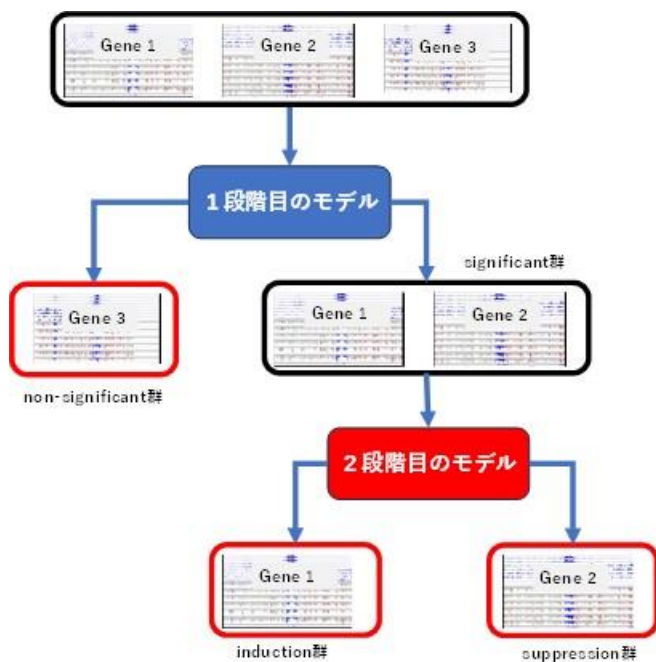 Gene 1
Gene 2
Gene 3
1段階目のモデル
significant群
Gene 3
Gene 1
Gene 2
non-significant群
2段階目のモデル
Gene 1
Gene 2
induction群
suppression群